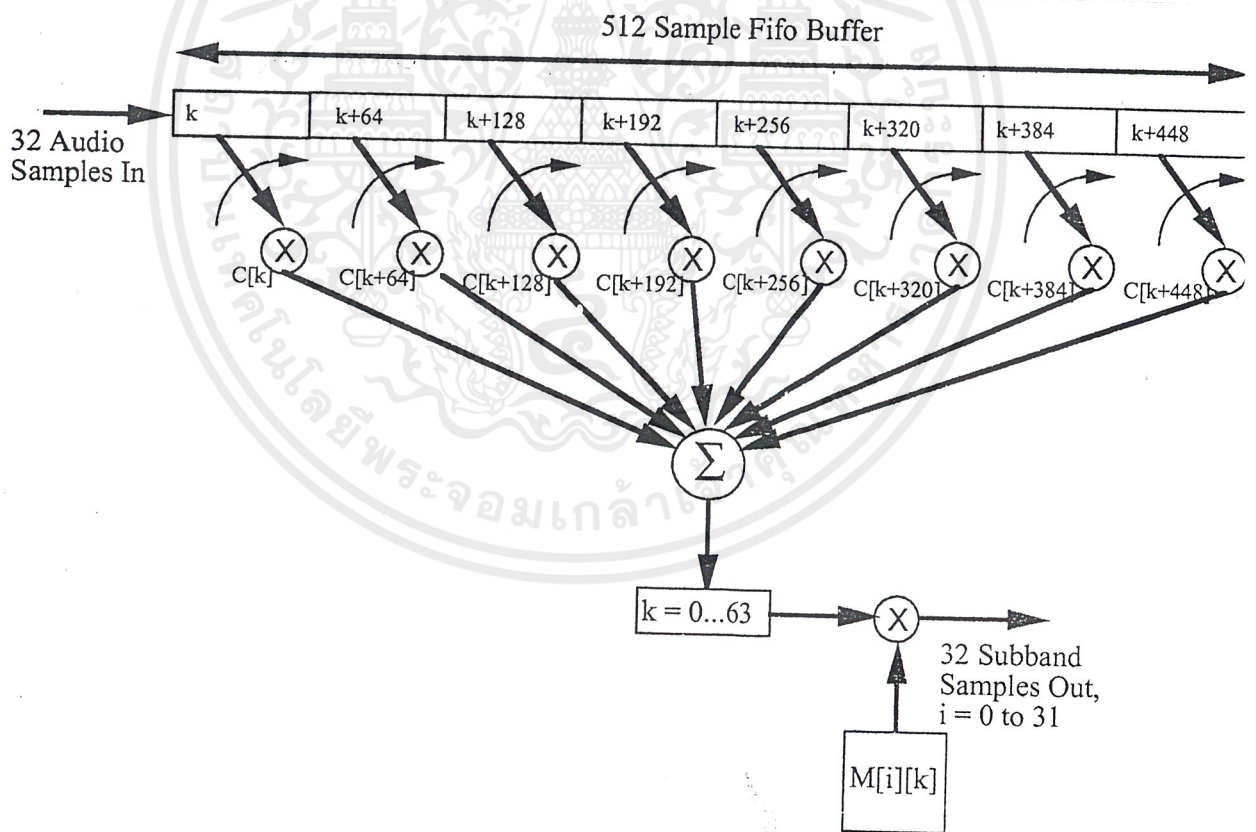 512 Sample Fifo Buffer
32 Audio
Samples In
k
k+64
k+128
k+192
k+256
k+320
k+384
k+448
X
X
X
X
X
X
X
X
C[k]
C[k+64]
C[k+128]
C[k+192]
C[k+256]
C[k+320]
C[k+384]
C[k+448]
Σ
k = 0...63
X
32 Subband
Samples Out,
i = 0 to 31
M[i][k]